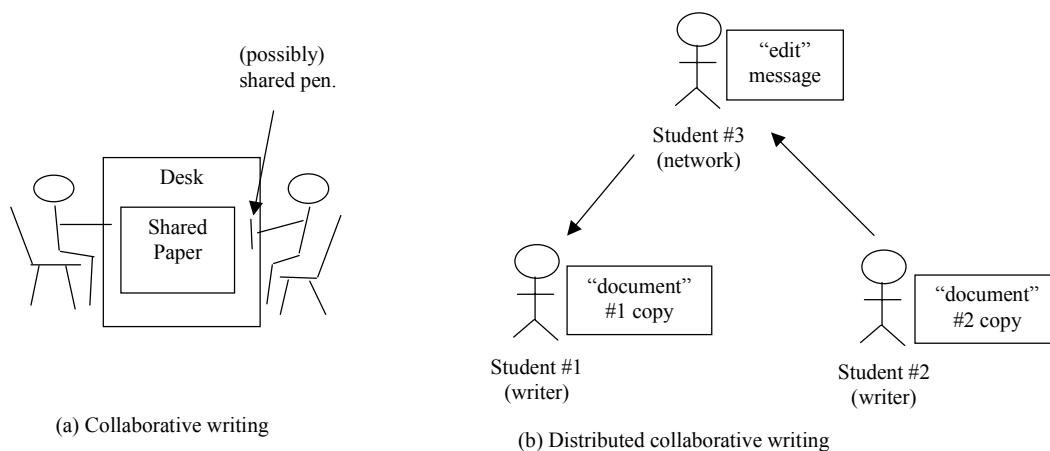 (possibly)
shared pen.
Desk
Shared
Paper
(a) Collaborative writing
“edit”
message
Student #3
(network)
“document”
#1 copy
Student #1
(writer)
“document”
#2 copy
Student #2
(writer)
(b) Distributed collaborative writing